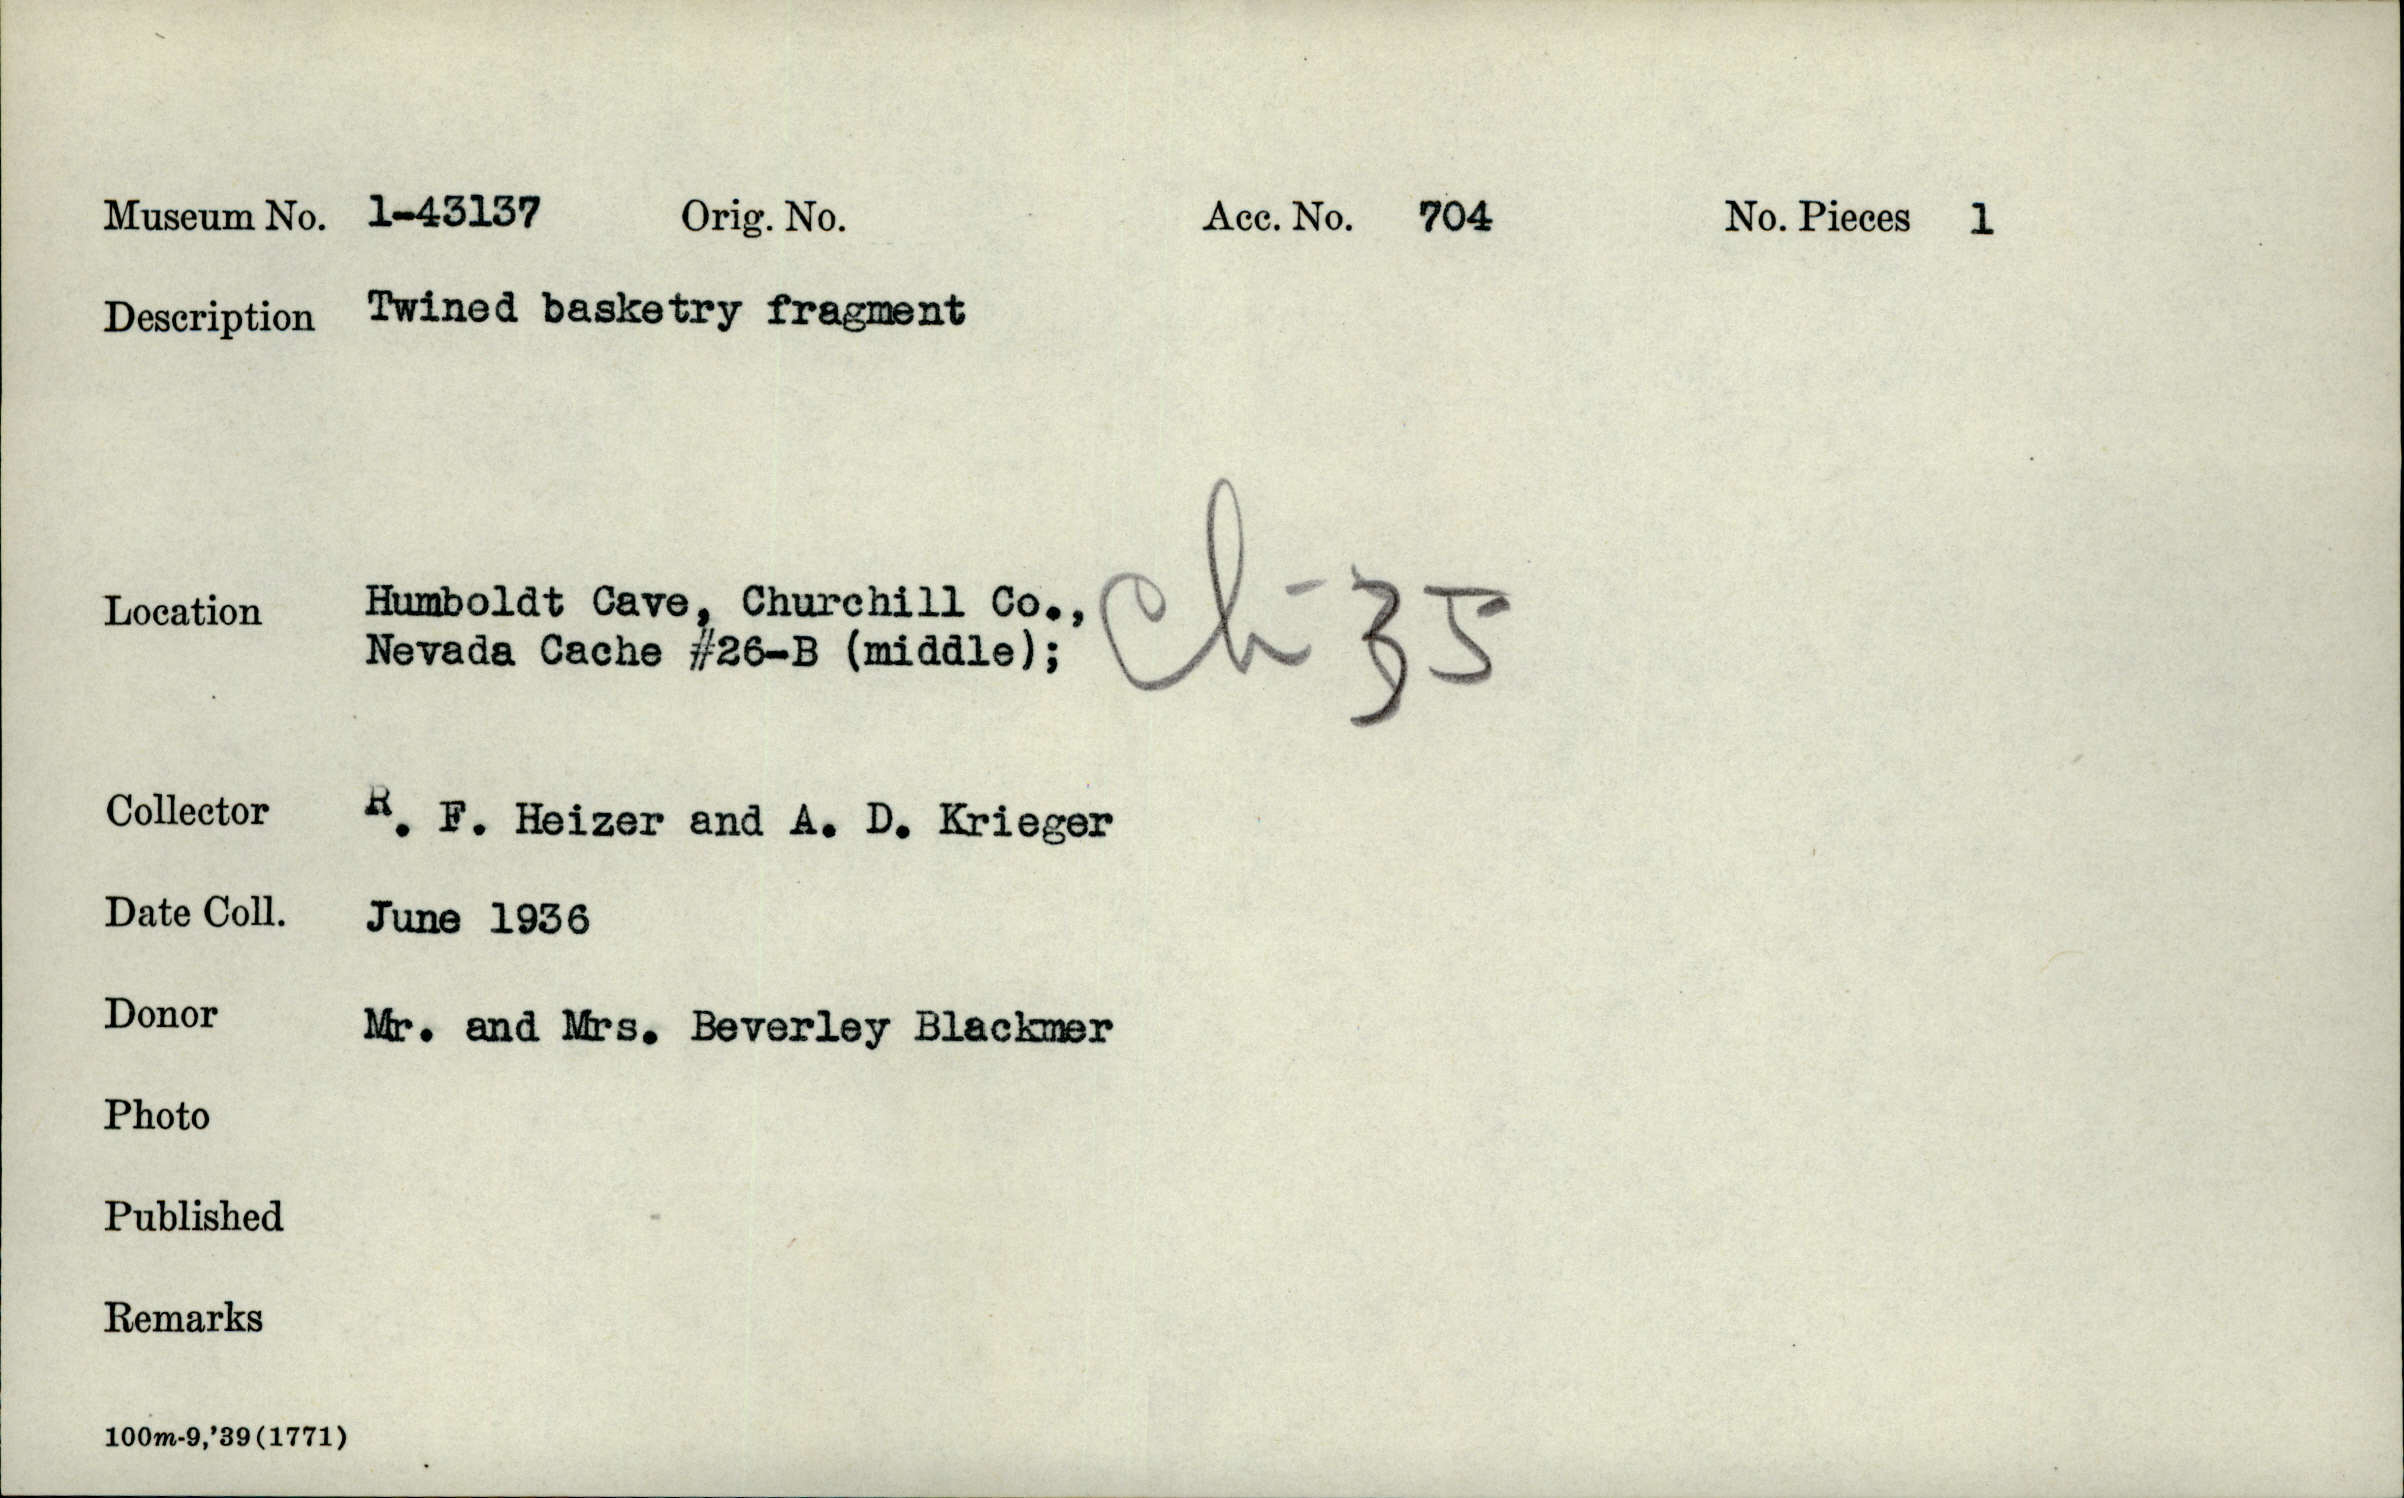 Museum No. 1-43137 Orig. No. Acc. No. 704 No. Pieces 1
Description Twined basketry fragment
Location Humboldt Cave, Churchill Co.,
Nevada Cache #26-B (middle); Ch-35
Collector R. F. Heizer and A. D. Krieger
Date Coll. June 1936
Donor Mr. and Mrs. Beverley Blackmer
Photo
Published
Remarks
100m-9,'39(1771)